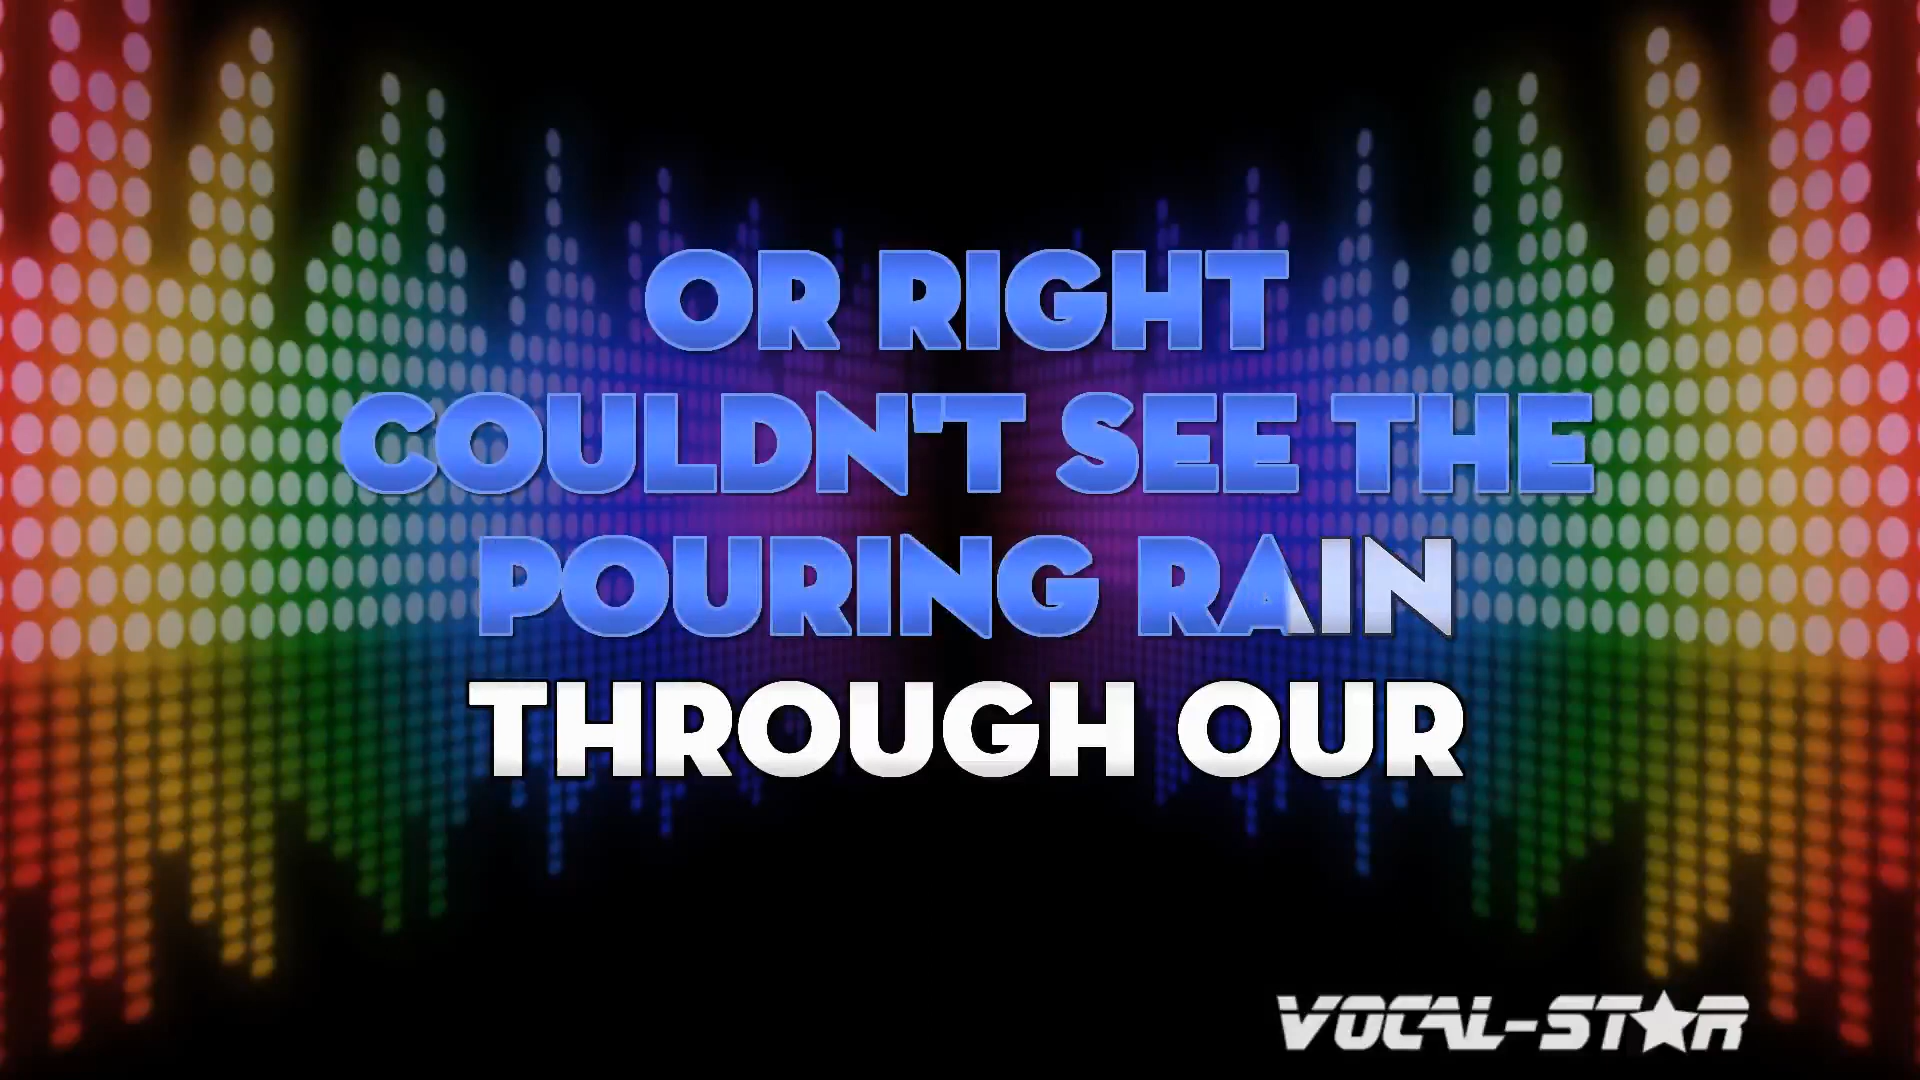 OR RIGHT
COULDN'T SEE THE
POURING RAIN
THROUGH OUR
VOCAL-STAR